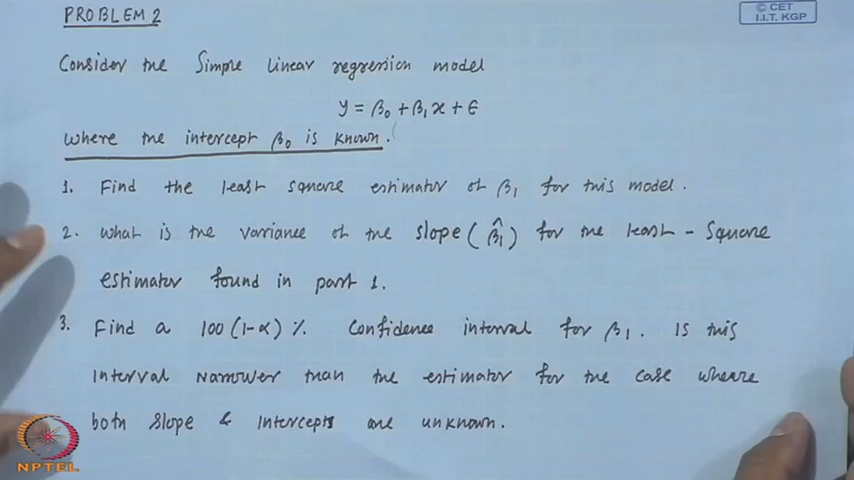 PROBLEM 2
© CET
I.I.T. KGP
Consider the Simple linear regression model
y = β₀ + β₁x + ϵ
where the intercept β₀ is known.
1. Find the least square estimator of β₁ for this model.
2. What is the variance of the slope (β̂₁) for the least - square
estimator found in part 1.
3. Find a 100(1-α) %. Confidence interval for β₁. Is this
interval narrower than the estimator for the case wheare
both slope & intercepts are unknown.
NPTEL